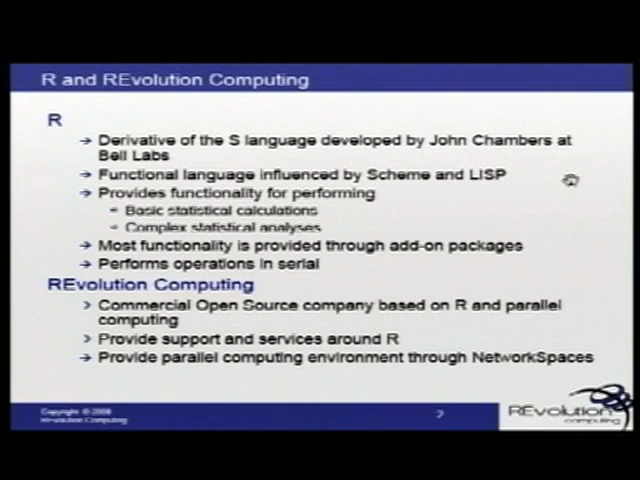 R and REvolution Computing
R
Derivative of the S language developed by John Chambers at
Bell Labs
Functional language influenced by Scheme and LISP
Provides functionality for performing
Basic statistical calculations
Complex statistical analyses
Most functionality is provided through add-on packages
Performs operations in serial
REvolution Computing
Commercial Open Source company based on R and parallel
computing
Provide support and services around R
Provide parallel computing environment through NetworkSpaces
Copyright © 2008
REvolution Computing
2
REvolution
computing